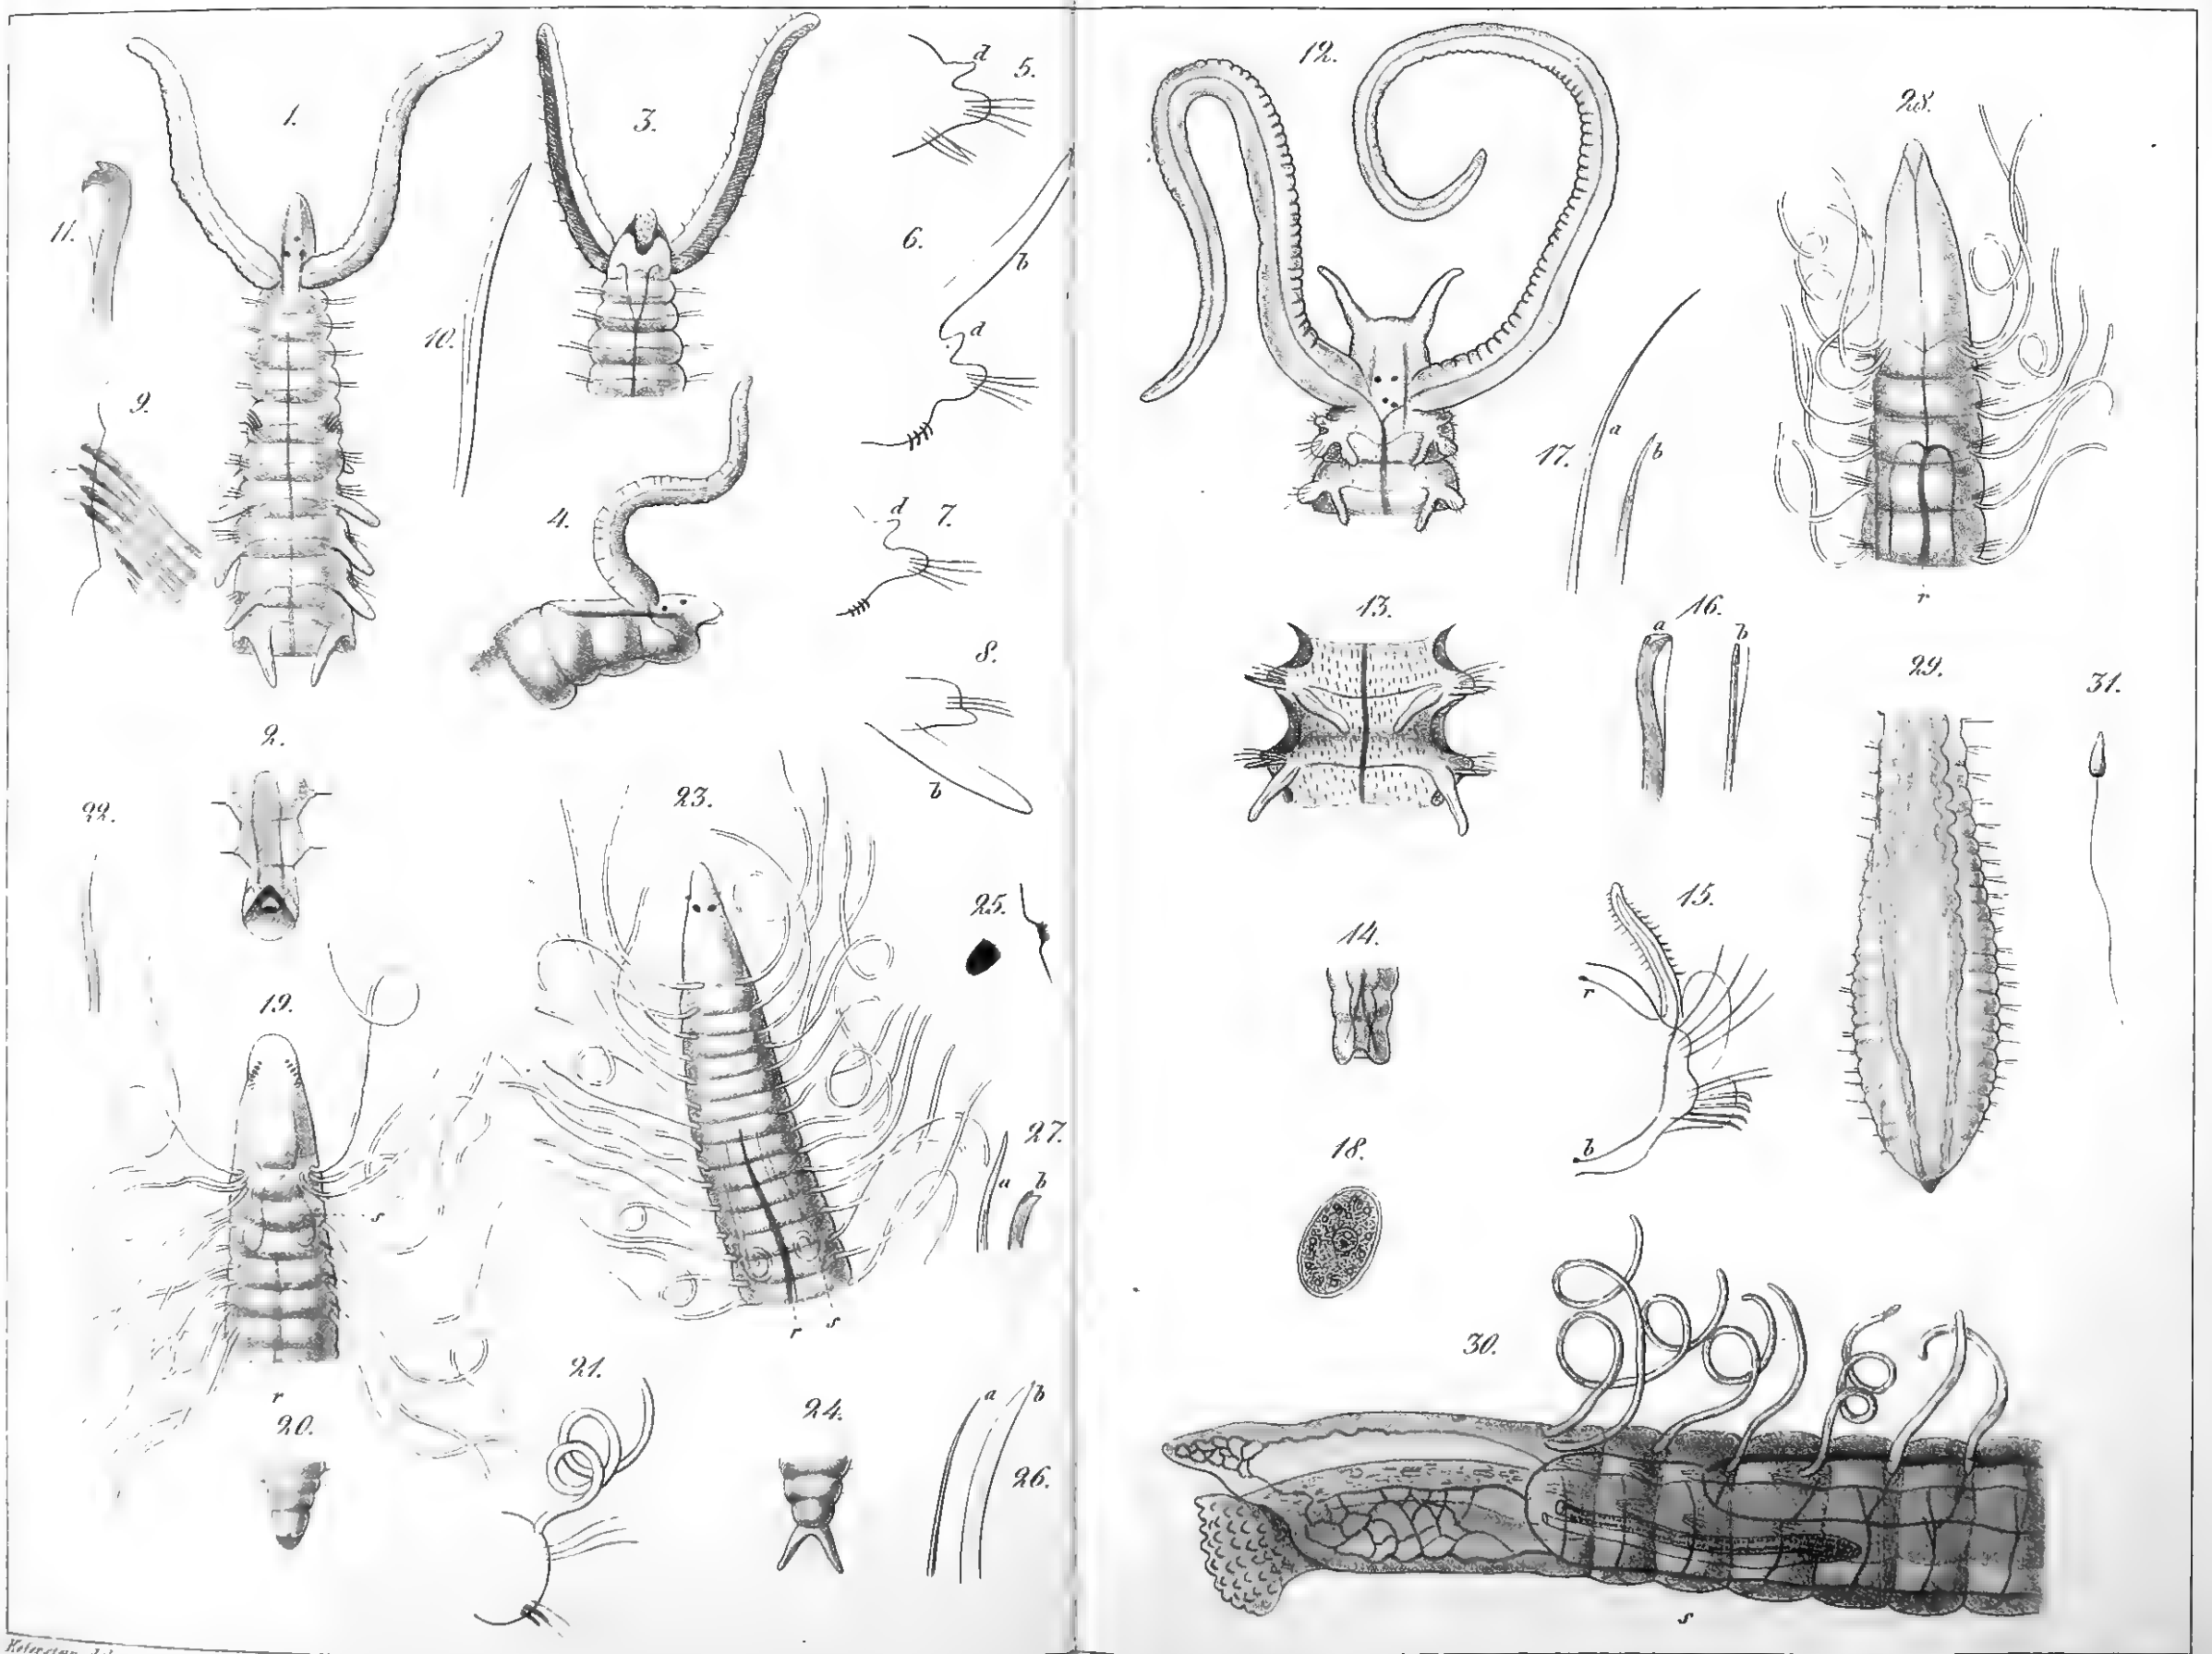 1.
3.
d
5.
11.
10.
6.
b
d
9.
4.
d
7.
8.
b
2.
22.
23.
25.
19.
s
27.
a
b
r
s
r
20.
21.
24.
a
b
26.
12.
28.
17.
a
b
r
13.
16.
a
b
29.
31.
14.
15.
r
b
18.
30.
s